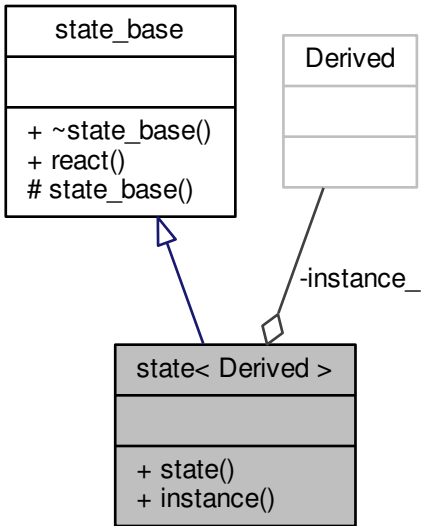 state_base
Derived
+ ~state_base()
+ react()
# state_base()
-instance_
state< Derived >
+ state()
+ instance()